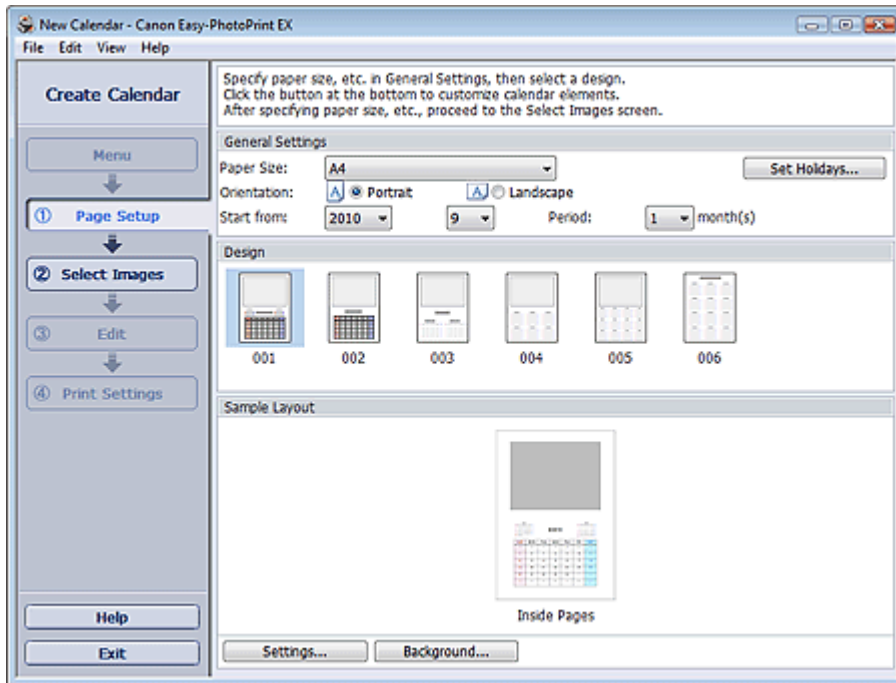 New Calendar - Canon Easy-PhotoPrint EX
File Edit View Help
Create Calendar
Menu
① Page Setup
② Select Images
③ Edit
④ Print Settings
Help
Exit
Specify paper size, etc. in General Settings, then select a design.
Click the button at the bottom to customize calendar elements.
After specifying paper size, etc., proceed to the Select Images screen.
General Settings
Paper Size: A4 Set Holidays...
Orientation: A Portrait A Landscape
Start from: 2010 9 Period: 1 month(s)
Design
001 002 003 004 005 006
Sample Layout
Inside Pages
Settings... Background...